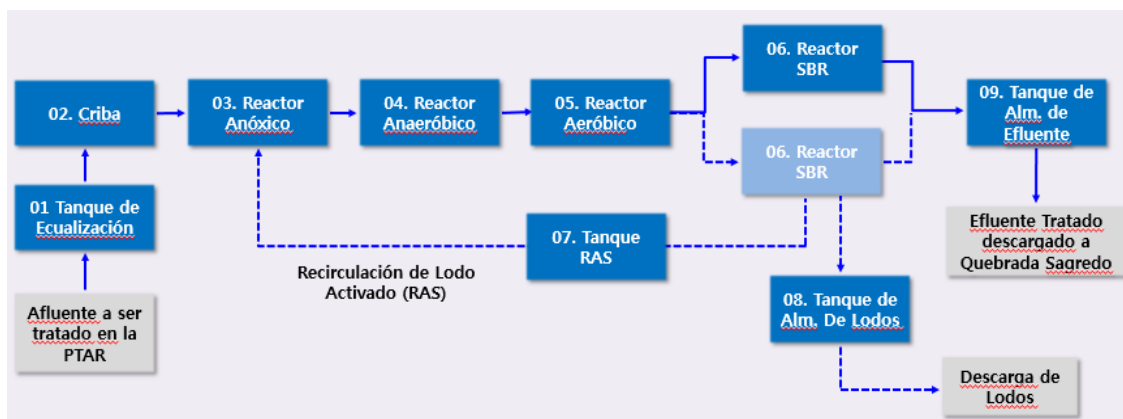 02. Criba
03. Reactor
Anóxico
04. Reactor
Anaeróbico
05. Reactor
Aeróbico
06. Reactor
SBR
06. Reactor
SBR
09. Tanque de
Alm. de
Efluente
01 Tanque de
Ecualización
07. Tanque
RAS
Recirculación de Lodo
Activado (RAS)
Efluente Tratado
descargado a
Quebrada Sagredo
Afluente a ser
tratado en la
PTAR
08. Tanque de
Alm. De Lodos
Descarga de
Lodos